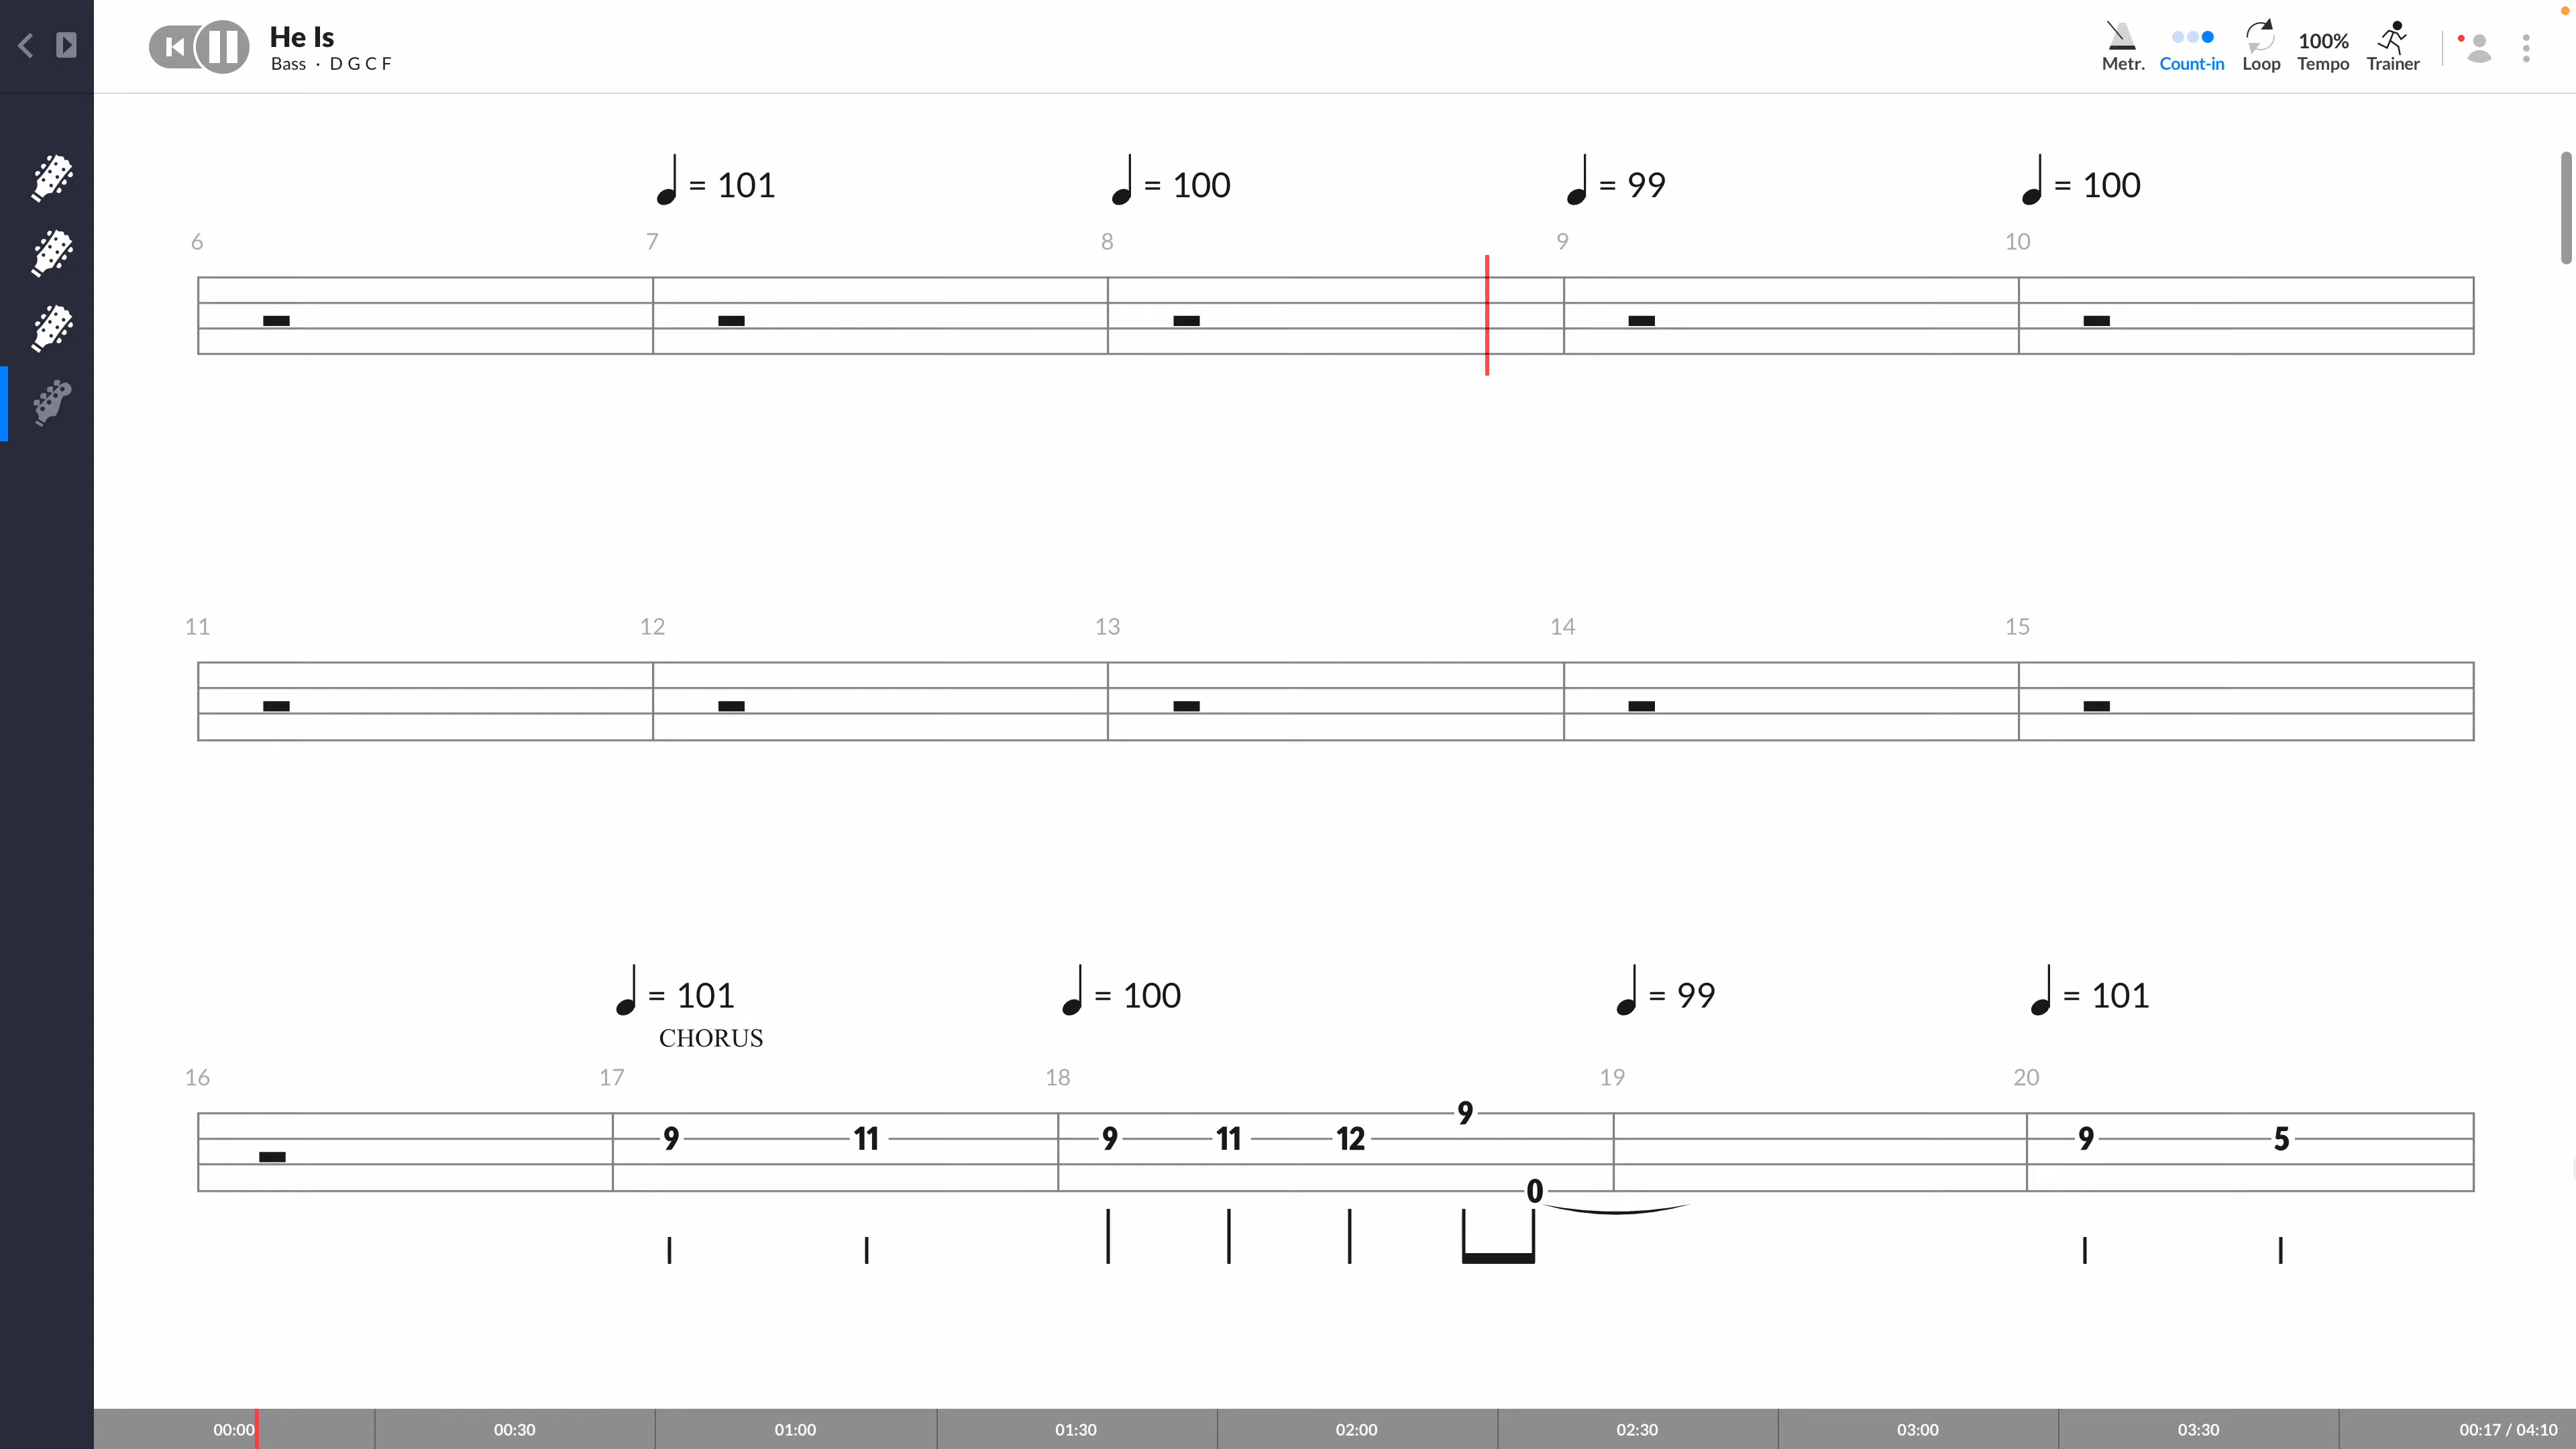 He Is
Bass · D G C F
Metr.
Count-in
Loop
100%
Tempo
Trainer
= 101
= 100
= 99
= 100
6 7 8 9 10
11 12 13 14 15
= 101
= 100
= 99
= 101
CHORUS
16 17 18 19 20
9
9 11 9 11 12 9 5
0
00:00 00:30 01:00 01:30 02:00 02:30 03:00 03:30 00:17 / 04:10